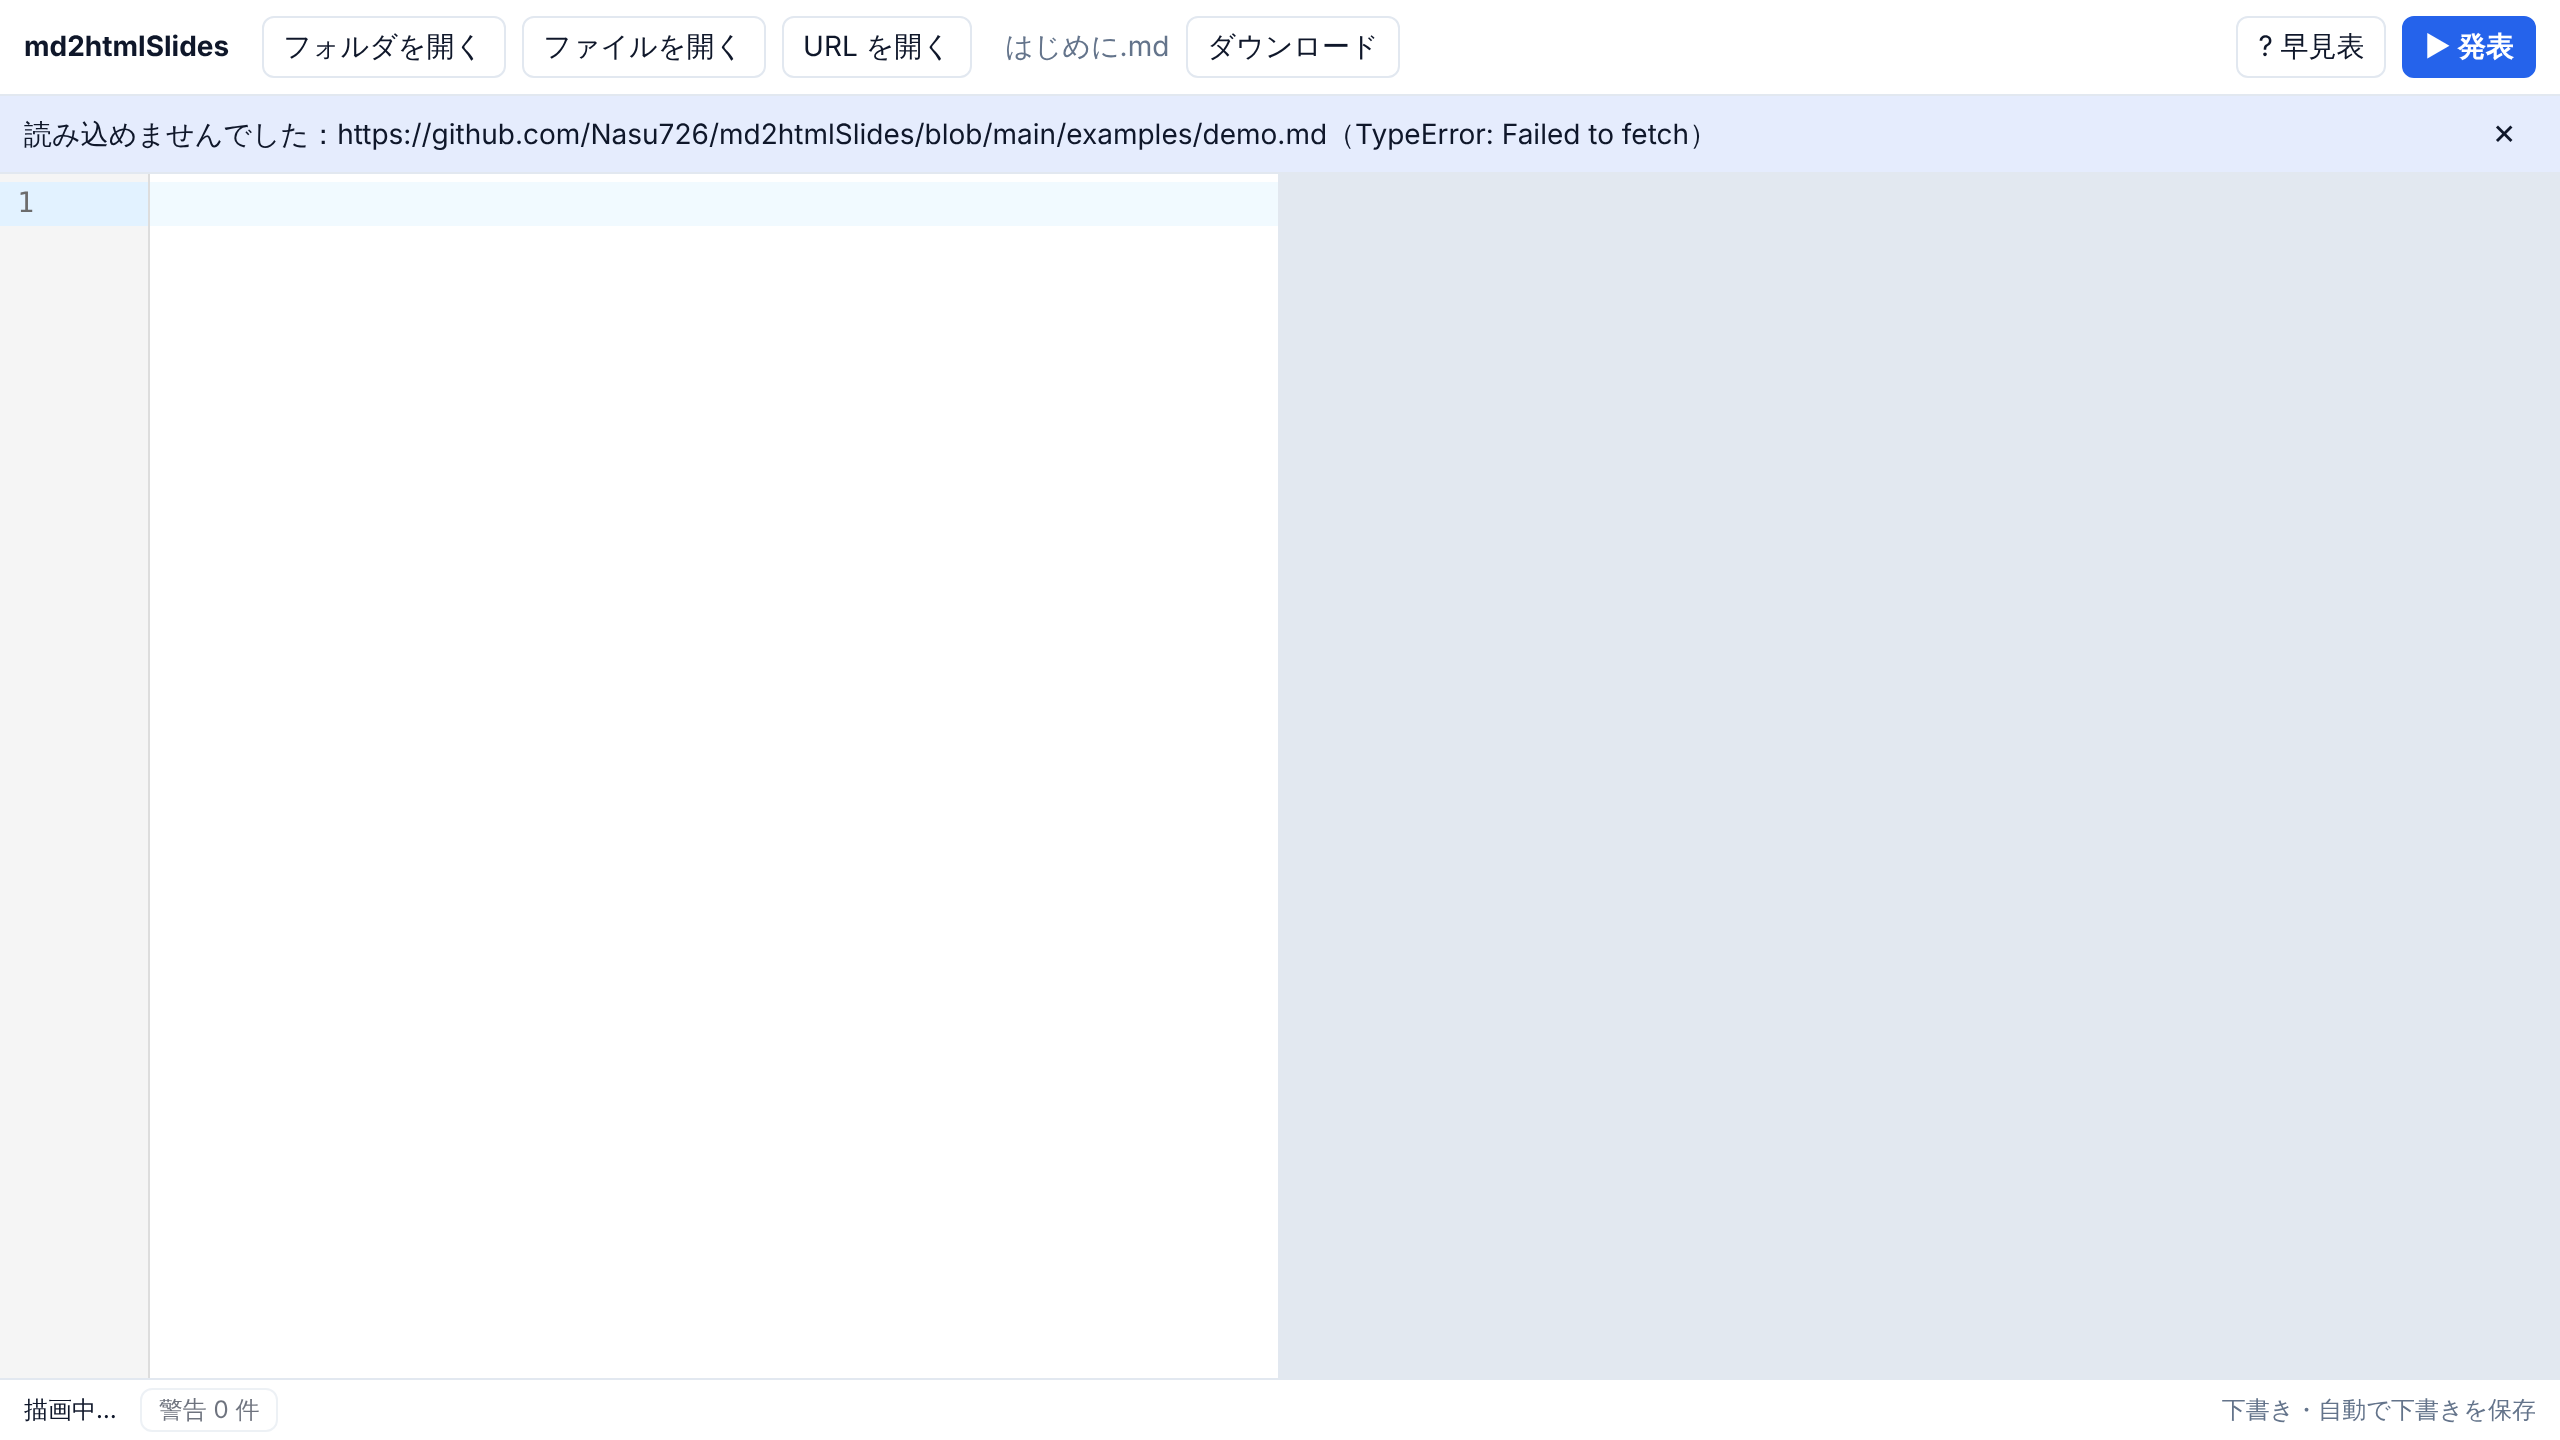 md2htmlSlides フォルダを開く ファイルを開く URL を開く はじめに.md ダウンロード ? 早見表 ▶ 発表
読み込めませんでした：https://github.com/Nasu726/md2htmlSlides/blob/main/examples/demo.md（TypeError: Failed to fetch） ✕
1
描画中... 警告 0 件 下書き・自動で下書きを保存